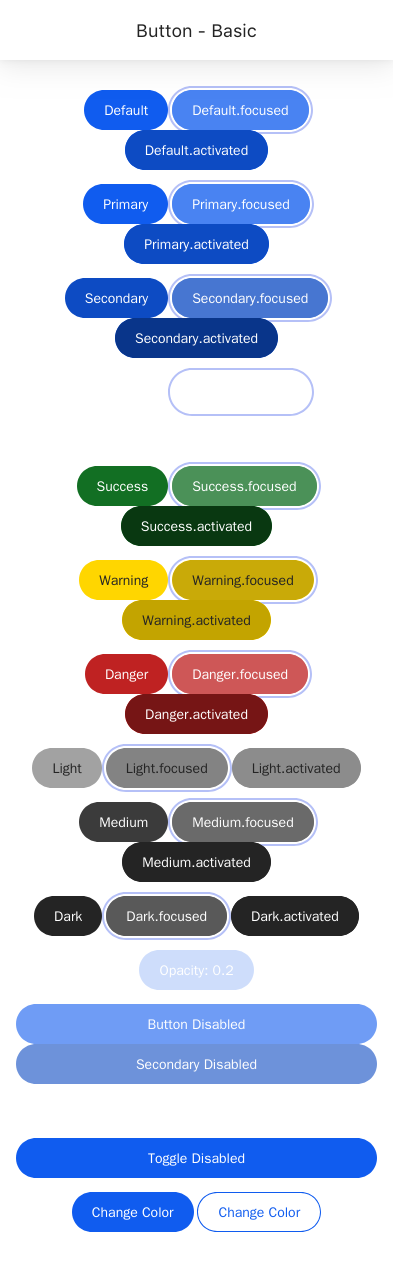 Button - Basic
Default Default.focused
Default.activated
Primary Primary.focused
Primary.activated
Secondary Secondary.focused
Secondary.activated
Success Success.focused
Success.activated
Warning Warning.focused
Warning.activated
Danger Danger.focused
Danger.activated
Light Light.focused Light.activated
Medium Medium.focused
Medium.activated
Dark Dark.focused Dark.activated
Opacity: 0.2
Button Disabled
Secondary Disabled
Toggle Disabled
Change Color Change Color